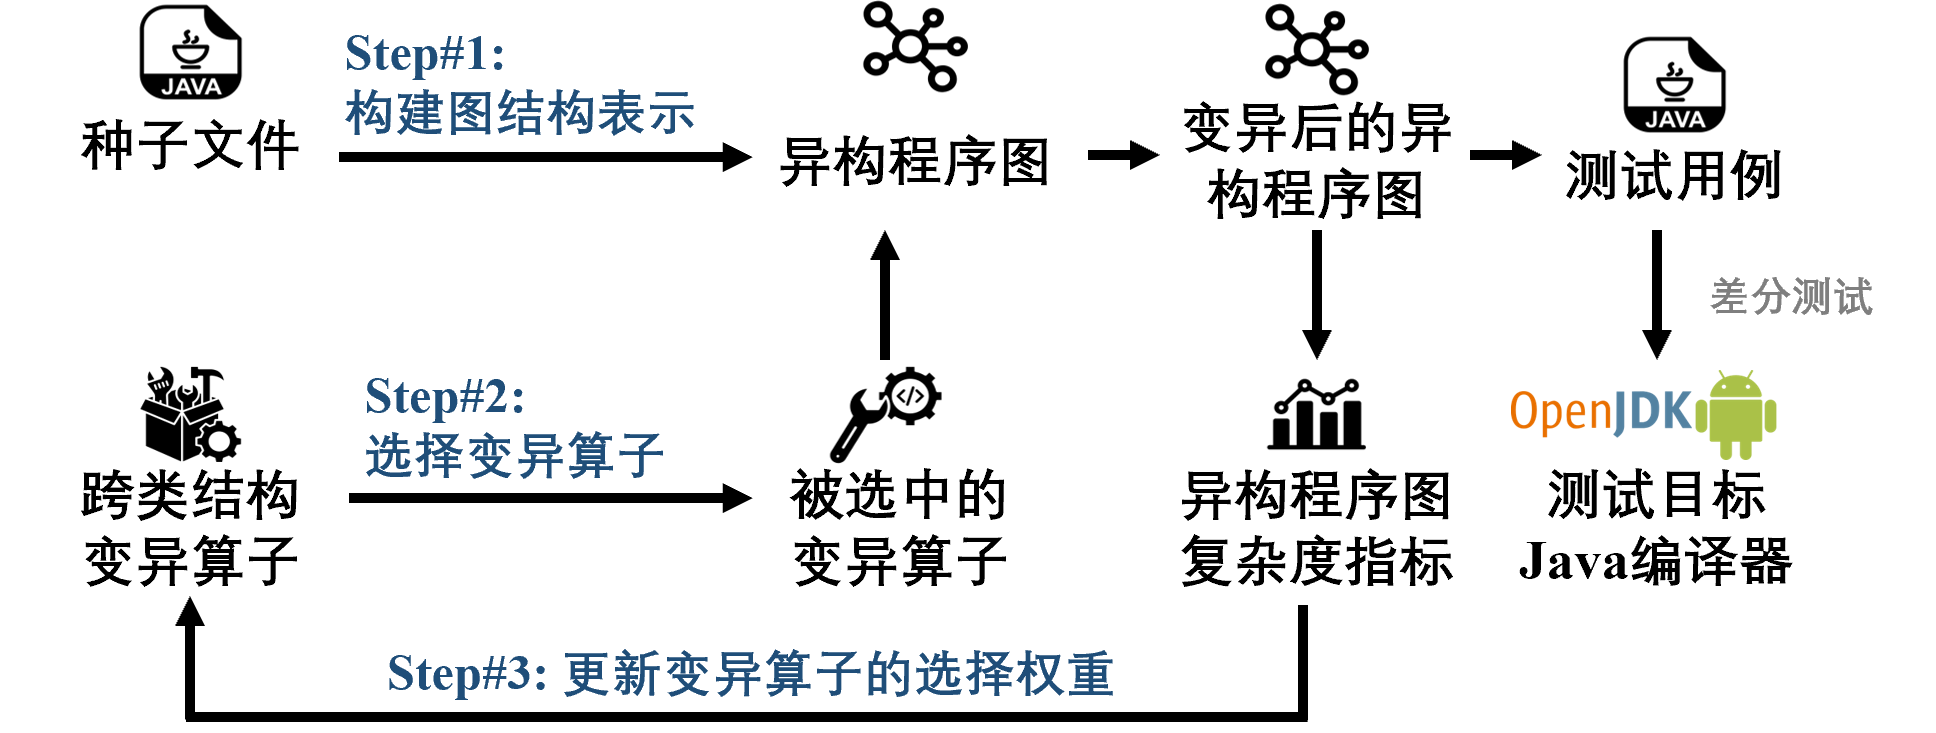 JAVA
种子文件
Step#1:
构建图结构表示
异构程序图
变异后的异
构程序图
JAVA
测试用例
差分测试
跨类结构
变异算子
Step#2:
选择变异算子
</>
被选中的
变异算子
异构程序图
复杂度指标
OpenJDK
测试目标
Java编译器
Step#3: 更新变异算子的选择权重